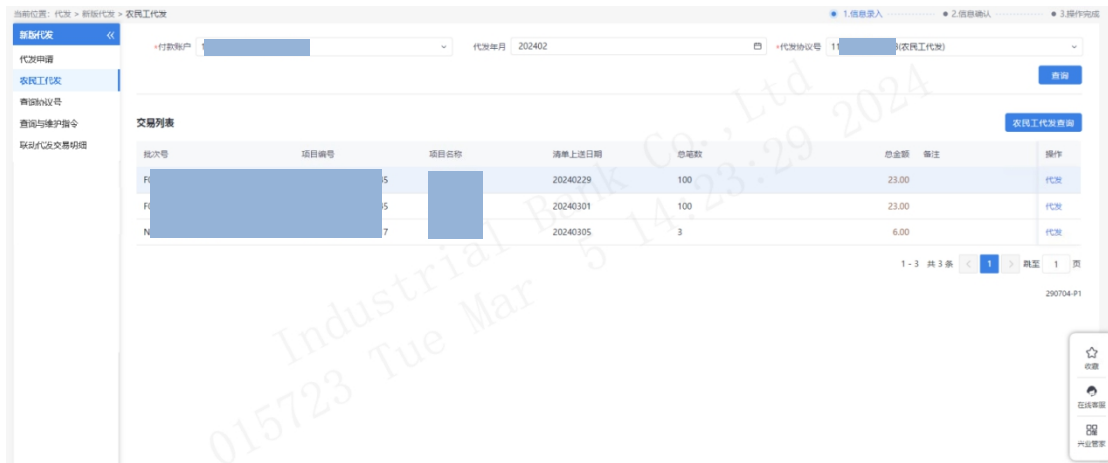 当前位置：代发 > 新版代发 > 农民工代发
1.信息录入 2.信息确认 3.操作完成
新版代发 «
代发申请
农民工代发
查询协议号
查询与维护指令
联动代发交易明细
*付款账户 1 代发年月 202402 *代发协议号 11 (农民工代发)
查询
交易列表 农民工代发查询
批次号 项目编号 项目名称 清单上送日期 总笔数 总金额 备注 操作
20240229 100 23.00 代发
20240301 100 23.00 代发
N 7 20240305 3 6.00 代发
1-3 共3条 < 1 > 跳至 1 页
290704-P1
收藏
在线客服
兴业管家
Industrial Bank Co., Ltd
015723 Tue Mar 5 14:23:29 2024